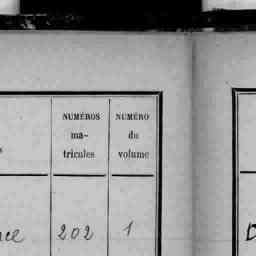 NUMÉROS NUMÉRO
ma- du
tricules volume
202 1